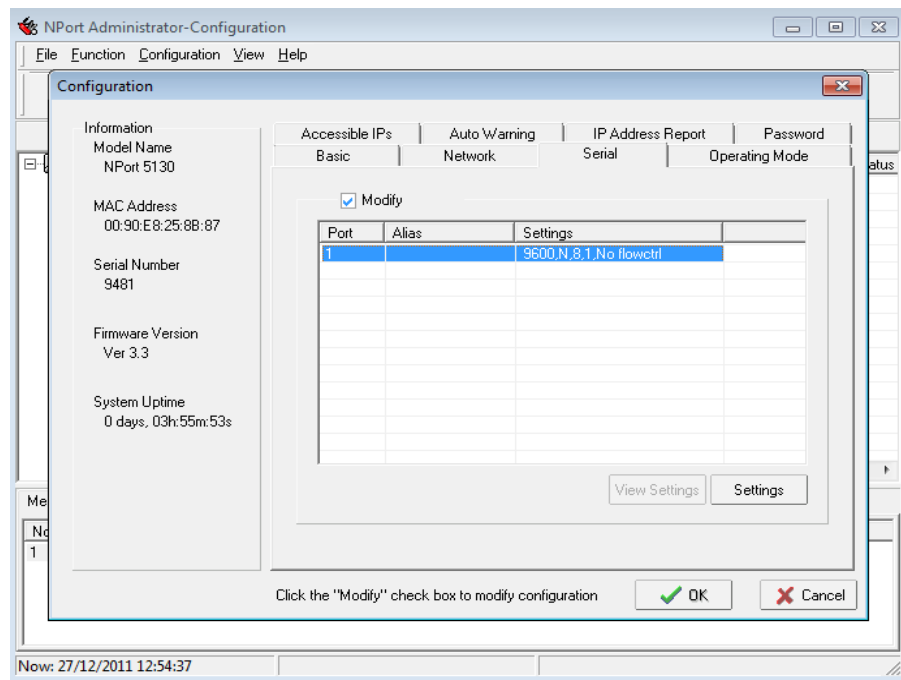 NPort Administrator-Configuration
File Function Configuration View Help
Configuration
Information
Model Name
NPort 5130
MAC Address
00:90:E8:25:8B:87
Serial Number
9481
Firmware Version
Ver 3.3
System Uptime
0 days, 03h:55m:53s
Accessible IPs Auto Warning IP Address Report Password
Basic Network Serial Operating Mode
Modify
Port Alias Settings
1 9600,N,8,1,No flowctrl
View Settings Settings
Click the "Modify" check box to modify configuration OK Cancel
atus
Me
No
1
Now: 27/12/2011 12:54:37